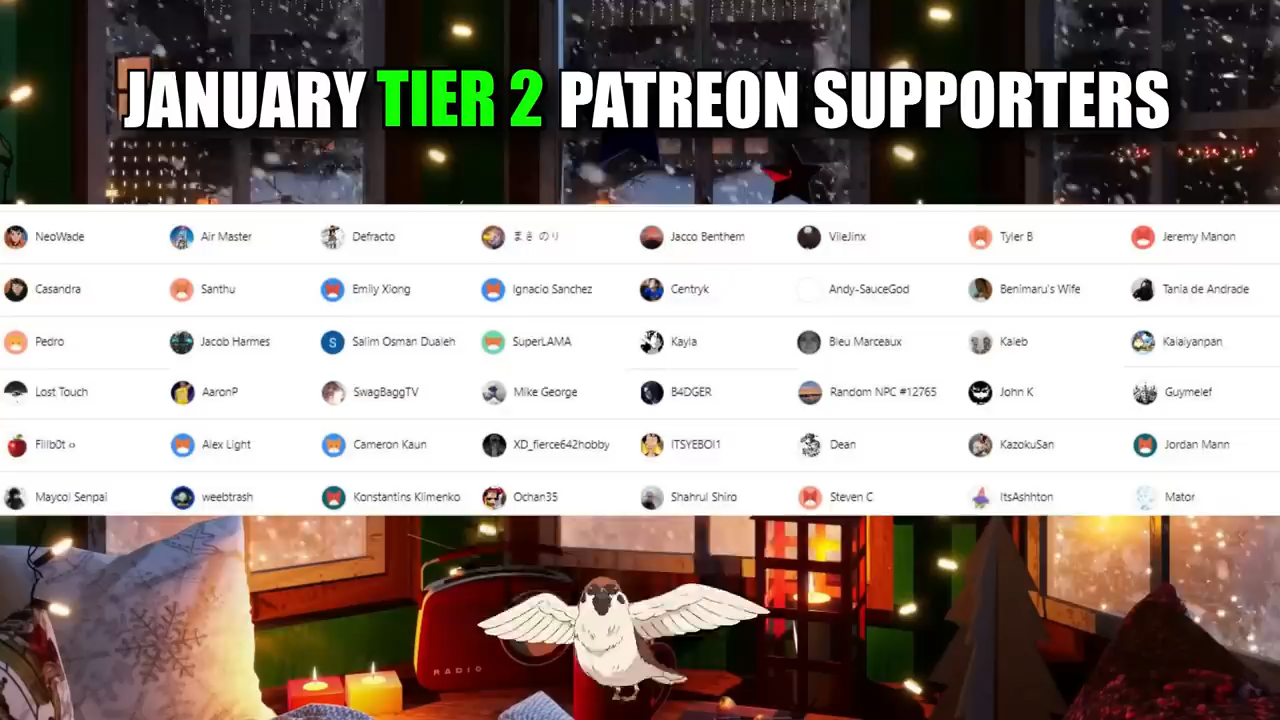 JANUARY TIER 2 PATREON SUPPORTERS
NeoWade Air Master Defracto まき のり Jacco Benthem VileJinx Tyler B Jeremy Manon
Casandra Santhu Emily Xiong Ignacio Sanchez Centryk Andy-SauceGod Benimaru's Wife Tania de Andrade
Pedro Jacob Harmes S Salim Osman Dualeh SuperLAMA Kayla Bleu Marceaux Kaleb Kaiaiyanpan
Lost Touch AaronP SwagBaggTV Mike George B4DGER Random NPC #12765 John K Guymelef
Fillb0t Alex Light Cameron Kaun XD_fierce642hobby ITSYEBOI1 Dean KazokuSan Jordan Mann
Maycol Senpai weebtrash Konstantins Klimenko Ochan35 Shahrul Shiro Steven C ItsAshhton Mator
RADIO